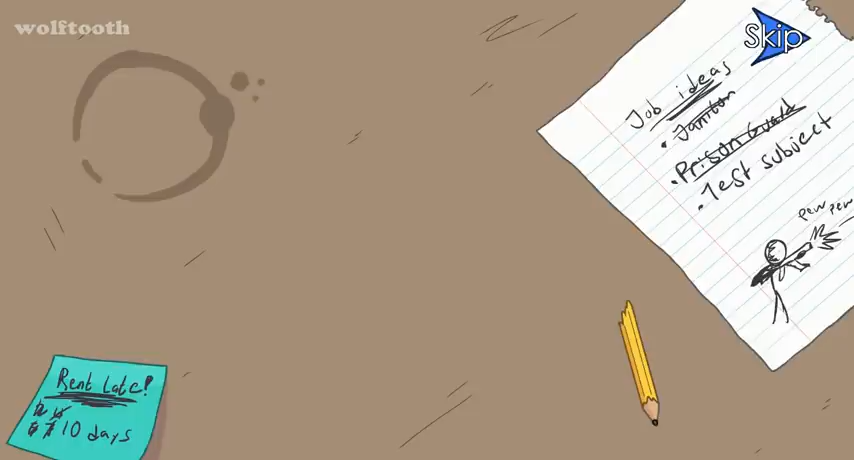 wolftooth
Skip
Job ideas
• Janitor
• Prison Guard
• Test subject
pew pew
Rent Late!
10 days